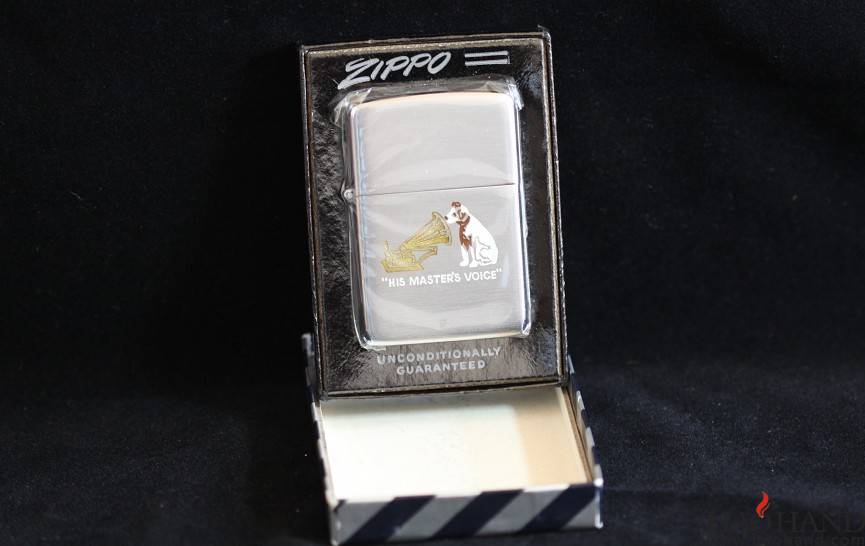 ZIPPO
"HIS MASTER'S VOICE"
UNCONDITIONALLY
GUARANTEED